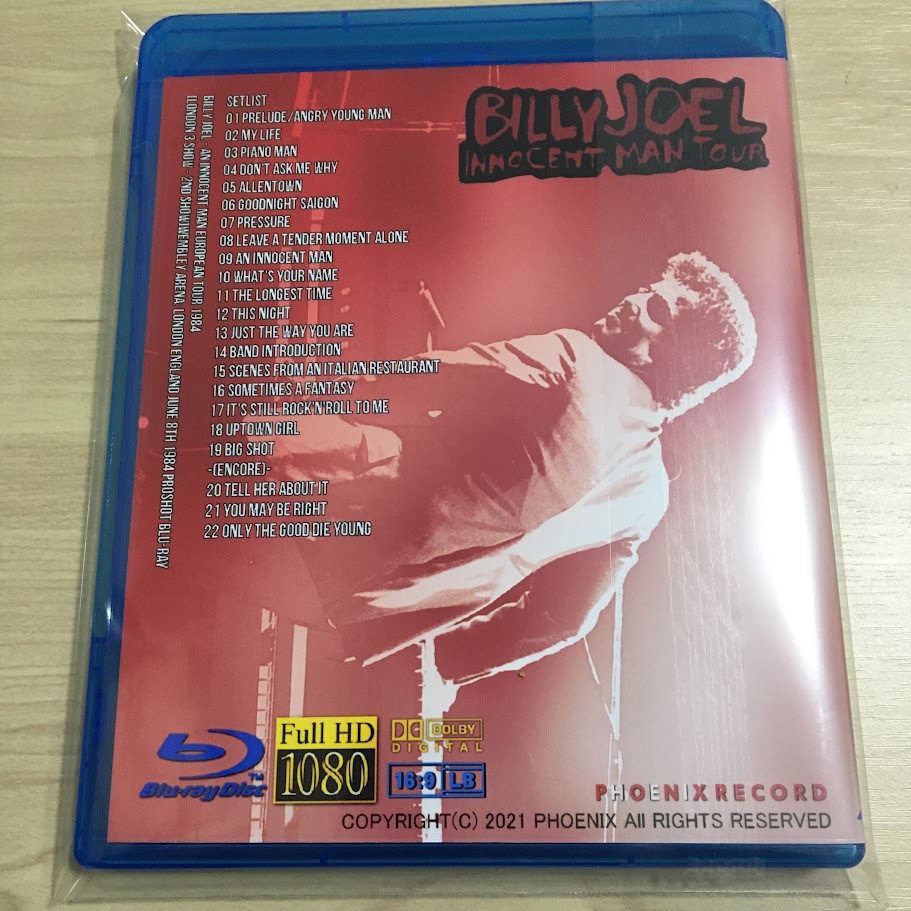 BILLY JOEL
INNOCENT MAN TOUR
SETLIST
01 PRELUDE/ANGRY YOUNG MAN
02 MY LIFE
03 PIANO MAN
04 DON'T ASK ME WHY
05 ALLENTOWN
06 GOODNIGHT SAIGON
07 PRESSURE
08 LEAVE A TENDER MOMENT ALONE
09 AN INNOCENT MAN
10 WHAT'S YOUR NAME
11 THE LONGEST TIME
12 THIS NIGHT
13 JUST THE WAY YOU ARE
14 BAND INTRODUCTION
15 SCENES FROM AN ITALIAN RESTAURANT
16 SOMETIMES A FANTASY
17 IT'S STILL ROCK'N'ROLL TO ME
18 UPTOWN GIRL
19 BIG SHOT
-(ENCORE)-
20 TELL HER ABOUT IT
21 YOU MAY BE RIGHT
22 ONLY THE GOOD DIE YOUNG
BILLY JOEL - AN INNOCENT MAN EUROPEAN TOUR 1984
LLONDON 3 SHOW - 2ND SHOW)WEMBLEY ARENA LONDON ENGLAND JUNE 8TH 1984 PROSHOT BLU-RAY
Blu-ray Disc TM
Full HD
1080
DOLBY
DIGITAL
16:9 LB
PHOENIX RECORD
COPYRIGHT(C) 2021 PHOENIX All RIGHTS RESERVED